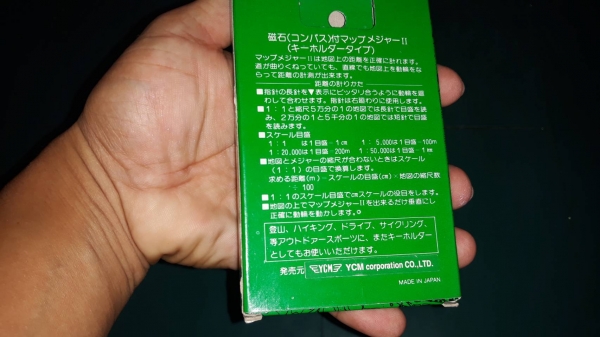 磁石(コンパス)付マップメジャーII
(キーホルダータイプ)
マップメジャーIIは地図上の距離を正確に計れます。
道が曲りくねっていても、直線でも地図上を動輪をな
らって距離の計測が出来ます。
距離の計りかた
■指針の長針を▼表示にピッタリ合うように動輪を廻
わして合わせます。指針は右廻わりに使用します。
■1:1と縮尺5万分の1の地図では長針で目盛を読
み、2万分の1と5千分の1の地図では短針で目盛
を読みます。
■スケール目盛
1:1 は1目盛-1cm 1:5,000は1目盛-100m
1:20,000は1目盛-200m 1:50,000は1目盛-1km
■地図とメジャーの縮尺が合わないときはスケール
(1:1)の目盛で換算します。
求める距離(m)=スケールの目盛(cm)×地図の縮尺数
÷100
■1:1のスケール目盛でcmスケールの役目をします。
■地図の上でマップメジャーIIを出来るだけ垂直にし
正確に動輪を動かします。
登山、ハイキング、ドライブ、サイクリング、
等アウトドァースポーツに、またキーホルダー
としてもお使いいただけます。
発売元 YCM YCM corporation CO.,LTD.
MADE IN JAPAN